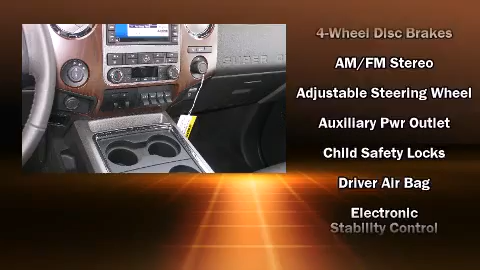 4-Wheel Disc Brakes
AM/FM Stereo
Adjustable Steering Wheel
Auxiliary Pwr Outlet
Child Safety Locks
Driver Air Bag
Electronic
Stability Control
SUPER